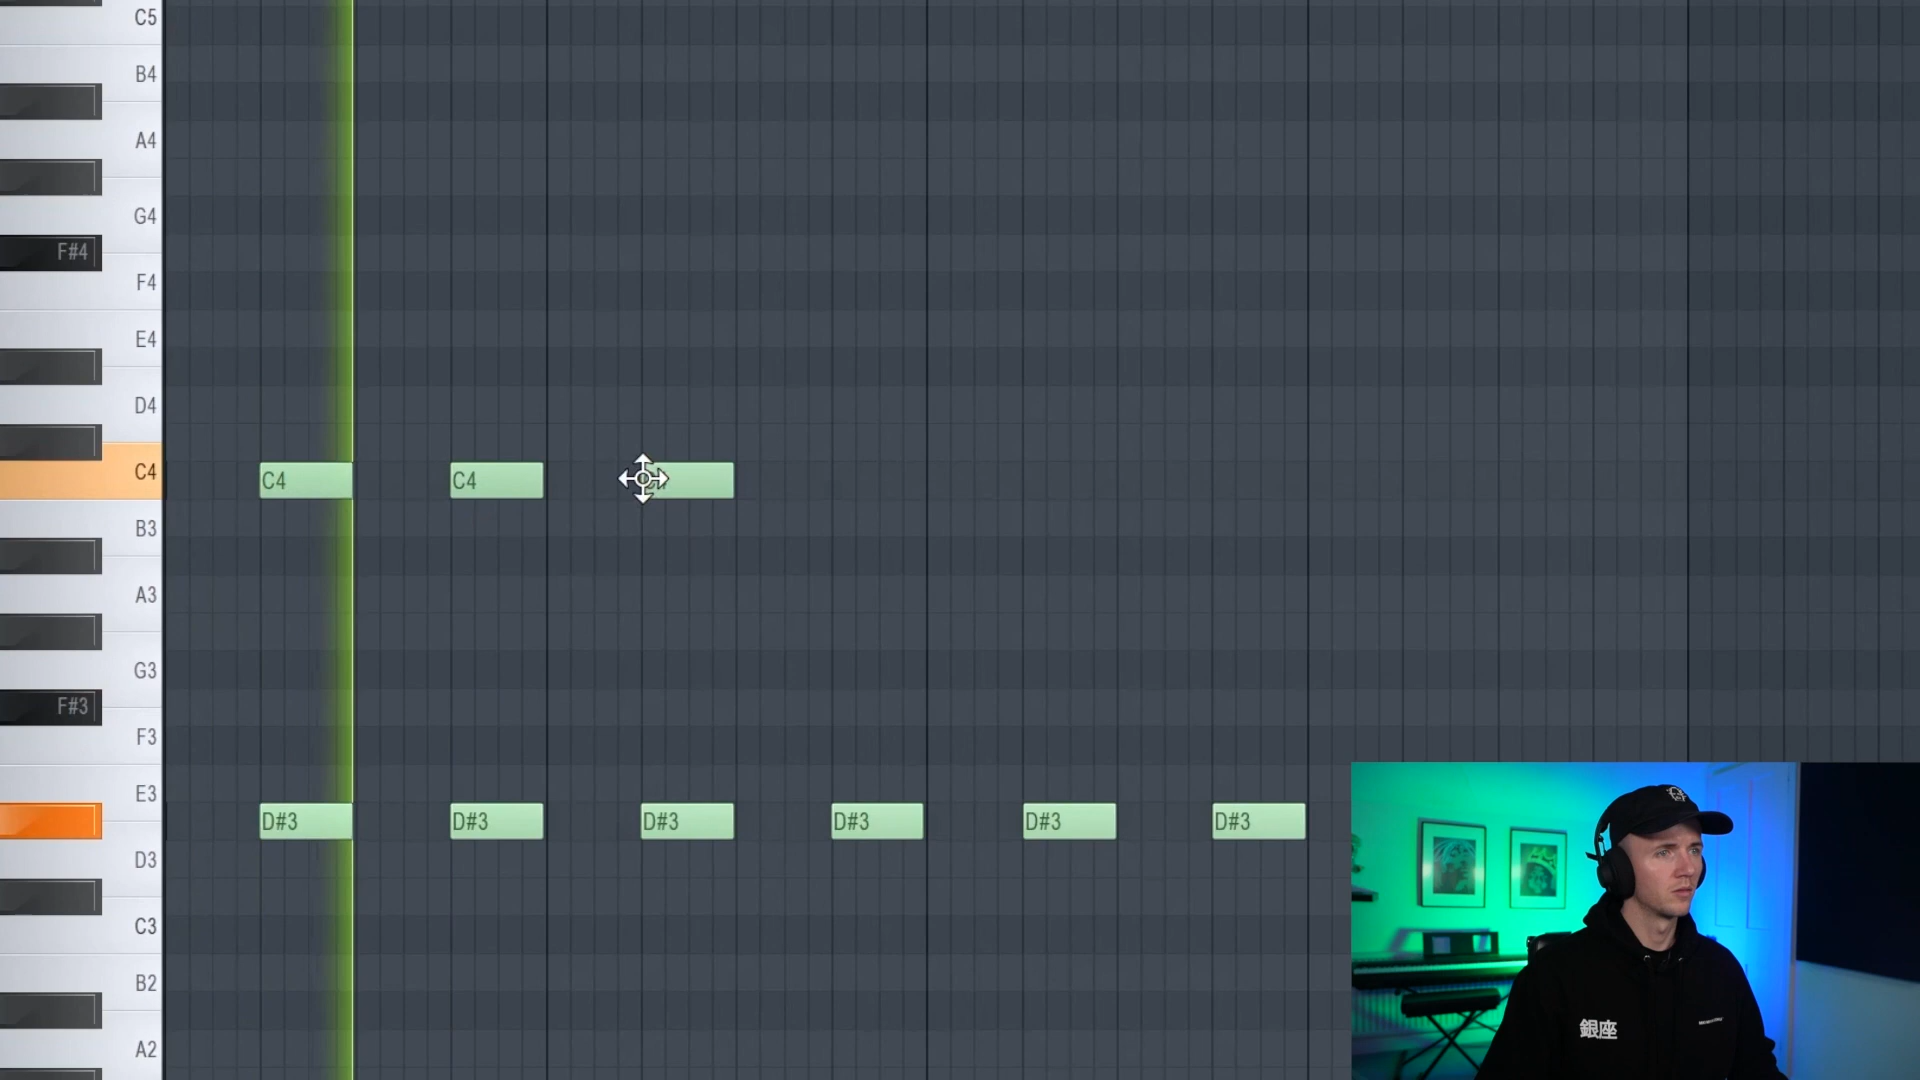 C5
B4
A4
G4
F#4
F4
E4
D4
C4
C4 C4
B3
A3
G3
F#3
F3
E3
D#3 D#3 D#3 D#3 D#3 D#3
D3
C3
B2
銀座
A2